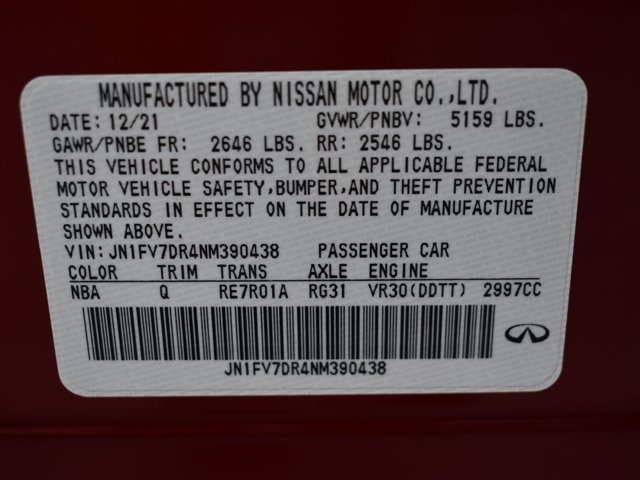 MANUFACTURED BY NISSAN MOTOR CO.,LTD.
DATE: 12/21 GVWR/PNBV: 5159 LBS.
GAWR/PNBE FR: 2646 LBS. RR: 2546 LBS.
THIS VEHICLE CONFORMS TO ALL APPLICABLE FEDERAL
MOTOR VEHICLE SAFETY,BUMPER,AND THEFT PREVENTION
STANDARDS IN EFFECT ON THE DATE OF MANUFACTURE
SHOWN ABOVE.
VIN:JN1FV7DR4NM390438 PASSENGER CAR
COLOR TRIM TRANS AXLE ENGINE
NBA Q RE7R01A RG31 VR30(DDTT) 2997CC
JN1FV7DR4NM390438